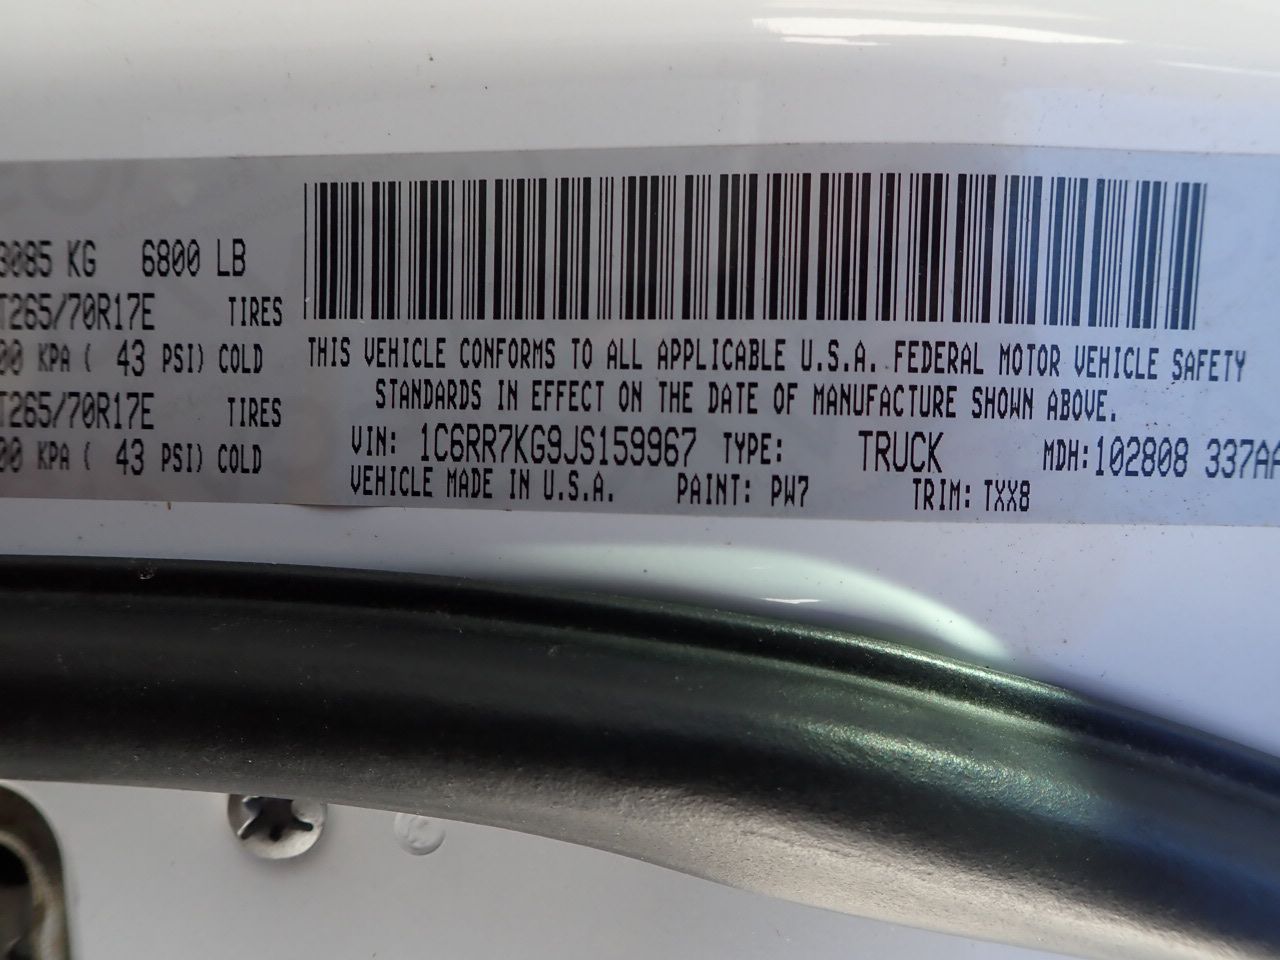 3085 KG 6800 LB
T265/70R17E TIRES
00 KPA ( 43 PSI) COLD
T265/70R17E TIRES
00 KPA ( 43 PSI) COLD
THIS VEHICLE CONFORMS TO ALL APPLICABLE U.S.A. FEDERAL MOTOR VEHICLE SAFETY
STANDARDS IN EFFECT ON THE DATE OF MANUFACTURE SHOWN ABOVE.
VIN: 1C6RR7KG9JS159967 TYPE: TRUCK MDH:102808 337AA
VEHICLE MADE IN U.S.A. PAINT: PW7 TRIM: TXX8